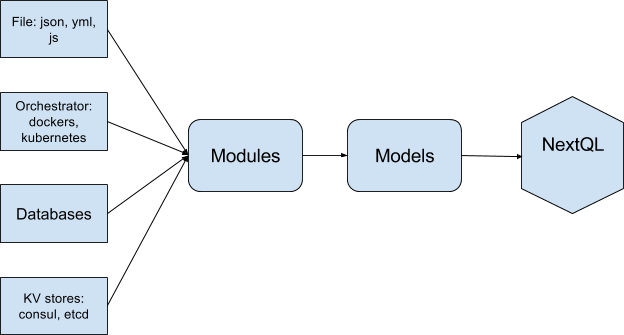 File: json, yml,
js
Orchestrator:
dockers,
kubernetes
Databases
KV stores:
consul, etcd
Modules
Models
NextQL